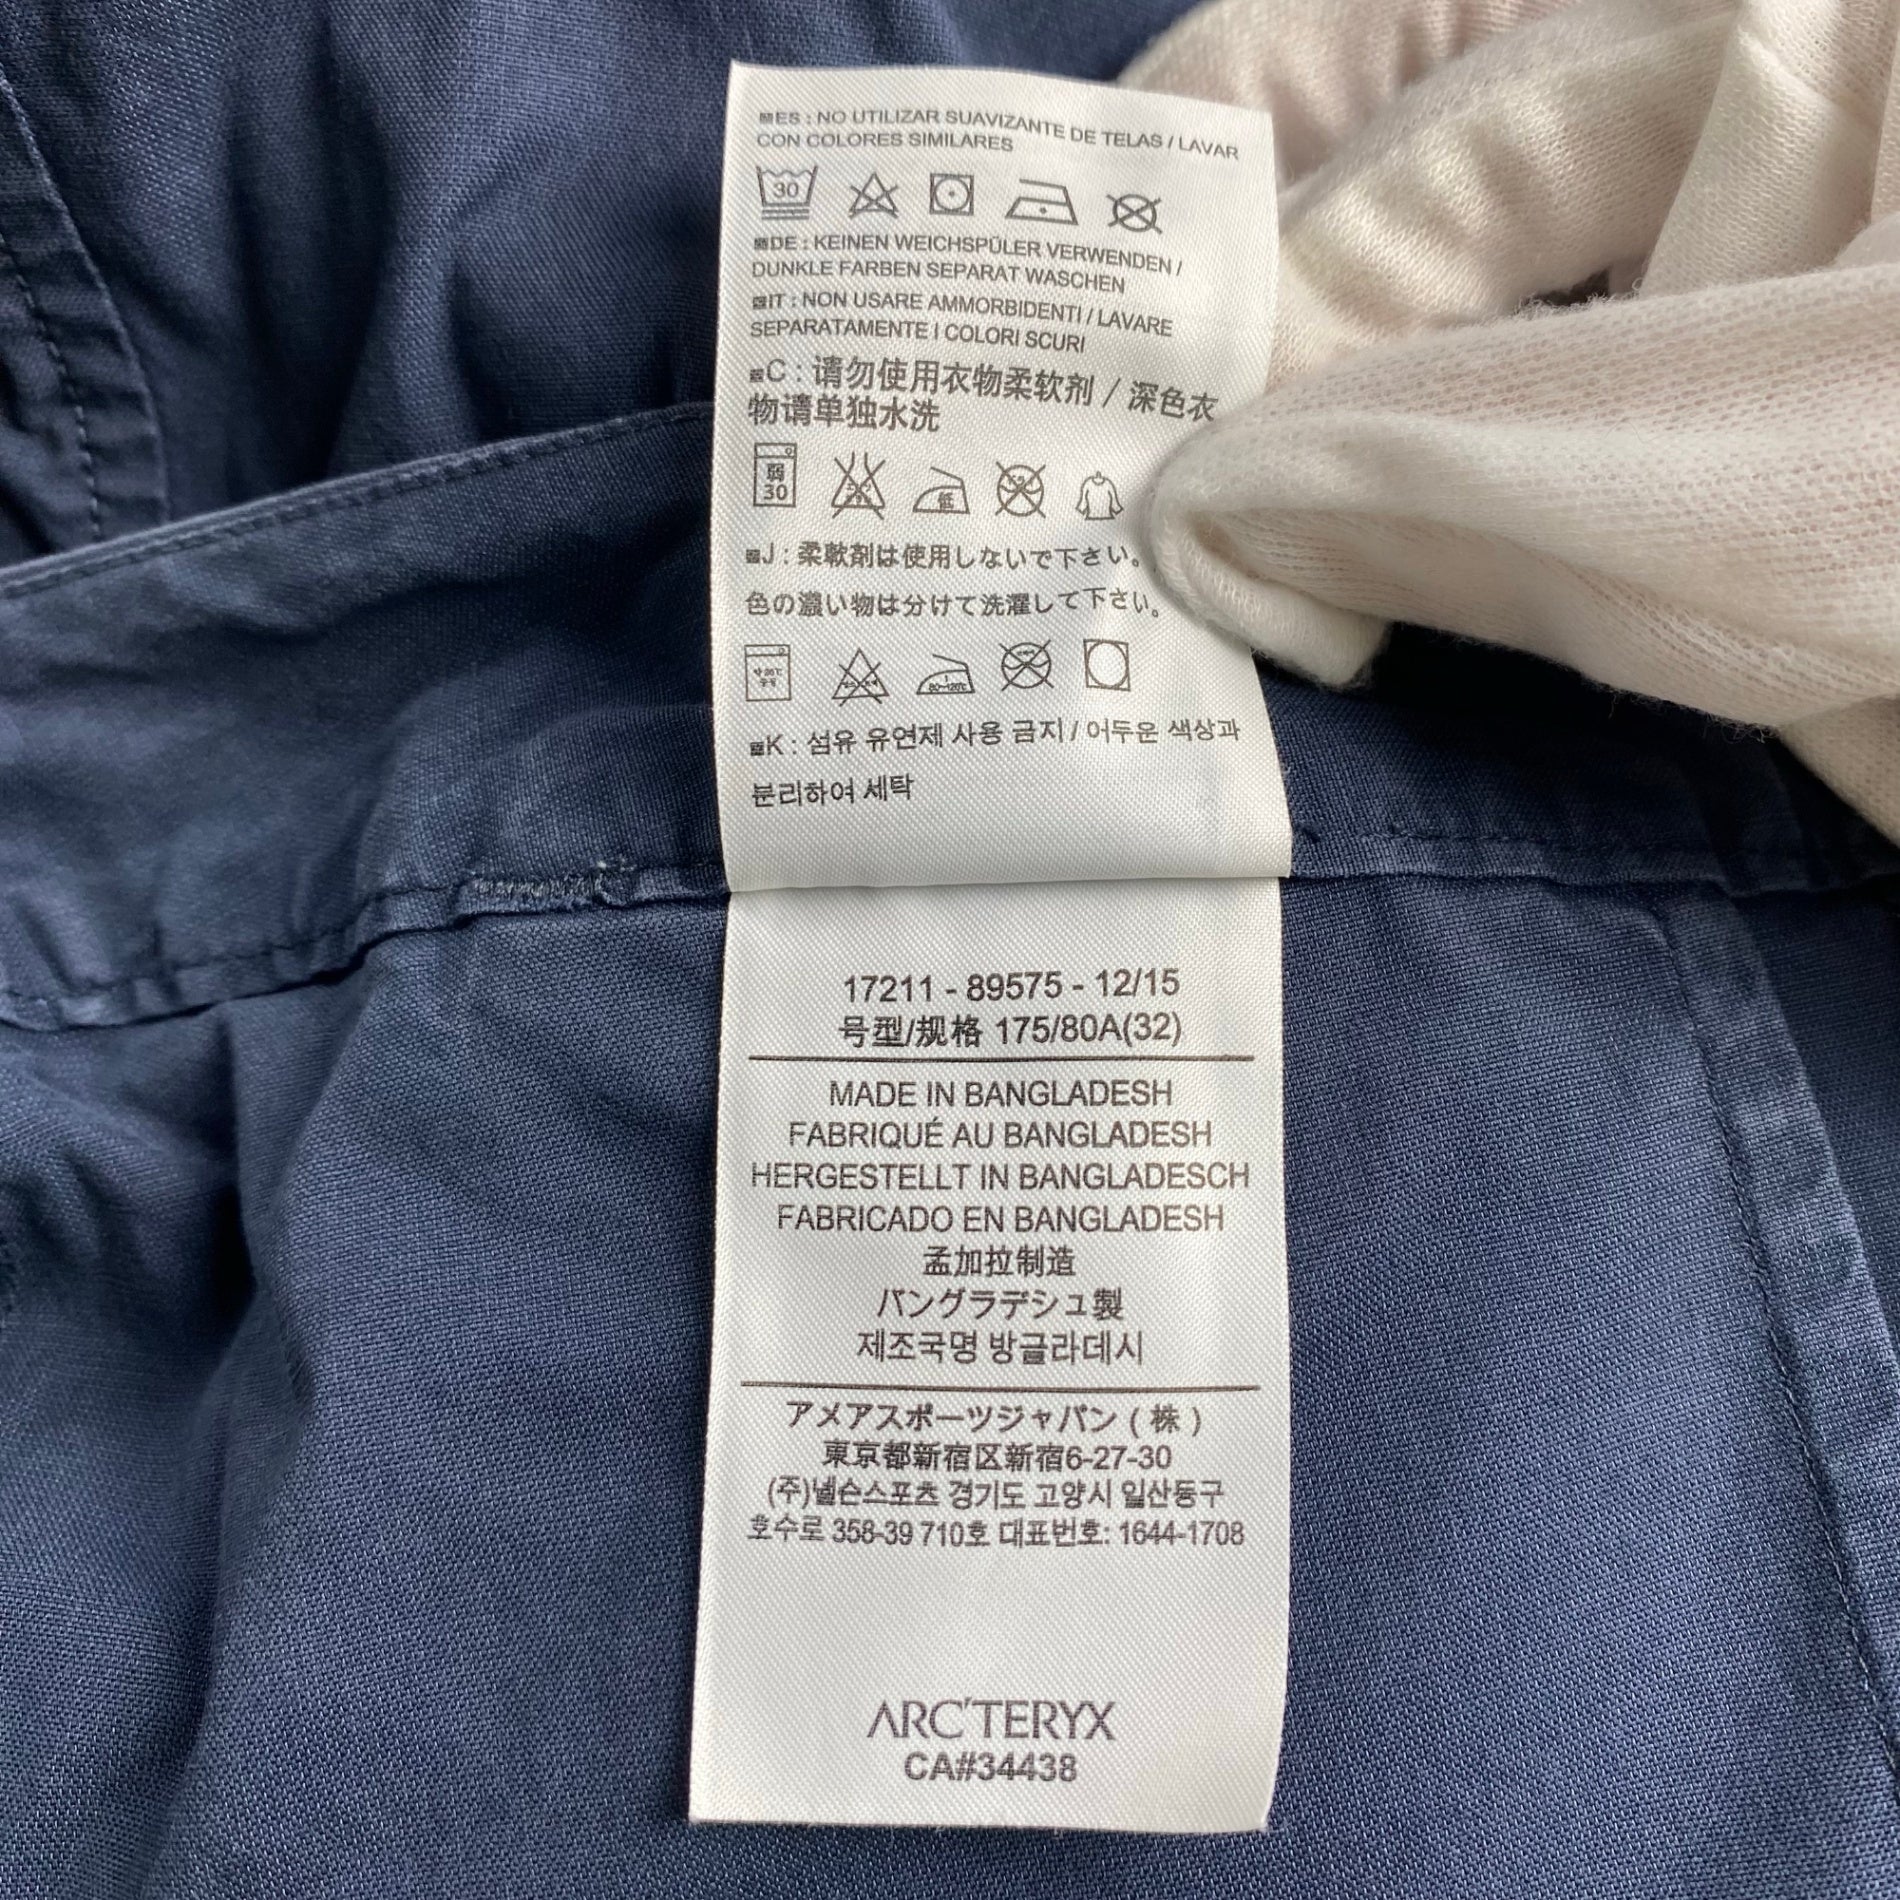 ES : NO UTILIZAR SUAVIZANTE DE TELAS / LAVAR
CON COLORES SIMILARES
30
DE : KEINEN WEICHSPÜLER VERWENDEN /
DUNKLE FARBEN SEPARAT WASCHEN
IT : NON USARE AMMORBIDENTI / LAVARE
SEPARATAMENTE I COLORI SCURI
C : 请勿使用衣物柔软剂 / 深色衣
物请单独水洗
弱
30
低
J : 柔軟剤は使用しないで下さい。
色の濃い物は分けて洗濯して下さい。
80~120℃
K : 섬유 유연제 사용 금지 / 어두운 색상과
분리하여 세탁
17211 - 89575 - 12/15
号型/规格 175/80A(32)
MADE IN BANGLADESH
FABRIQUÉ AU BANGLADESH
HERGESTELLT IN BANGLADESCH
FABRICADO EN BANGLADESH
孟加拉制造
バングラデシュ製
제조국명 방글라데시
アメアスポーツジャパン ( 株 )
東京都新宿区新宿6-27-30
(주)넬슨스포츠 경기도 고양시 일산동구
호수로 358-39 710호 대표번호: 1644-1708
ARC'TERYX
CA#34438